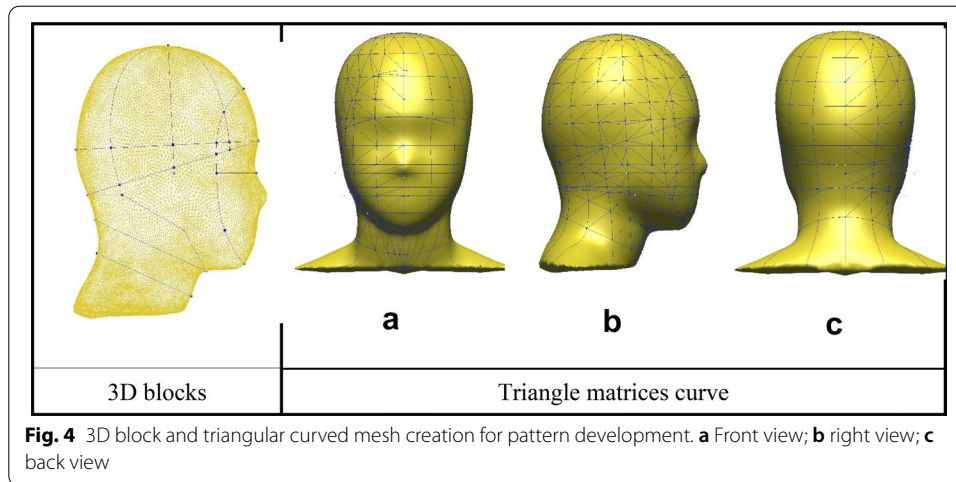 a b c
3D blocks Triangle matrices curve
Fig. 4 3D block and triangular curved mesh creation for pattern development. a Front view; b right view; c
back view